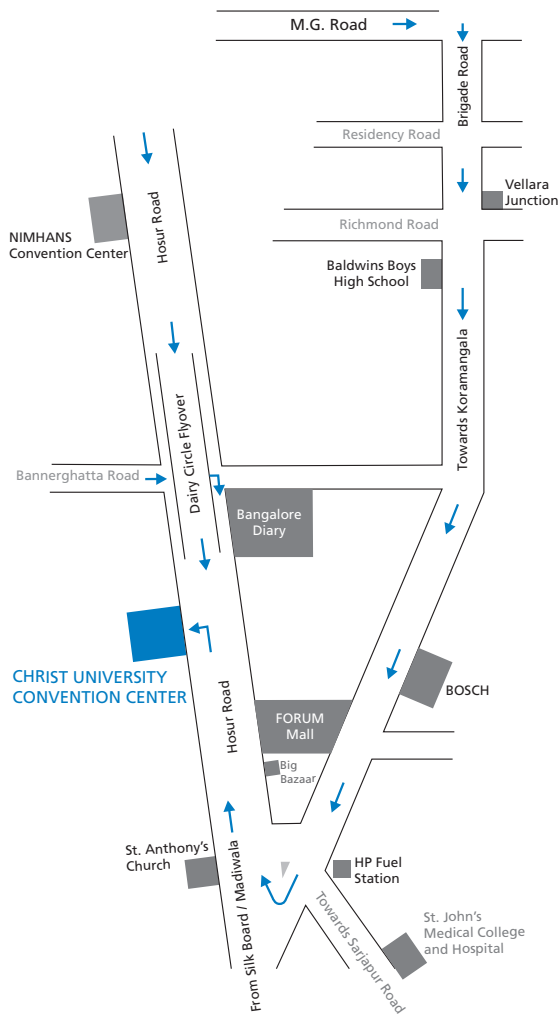 M.G. Road
Brigade Road
Residency Road
Vellara
Junction
Richmond Road
Hosur Road
NIMHANS
Convention Center
Baldwins Boys
High School
Towards Koramangala
Dairy Circle Flyover
Bannerghatta Road
Bangalore
Diary
CHRIST UNIVERSITY
CONVENTION CENTER
BOSCH
Hosur Road
FORUM
Mall
Big
Bazaar
St. Anthony's
Church
HP Fuel
Station
From Silk Board / Madiwala
Towards Sarjapur Road
St. John's
Medical College
and Hospital